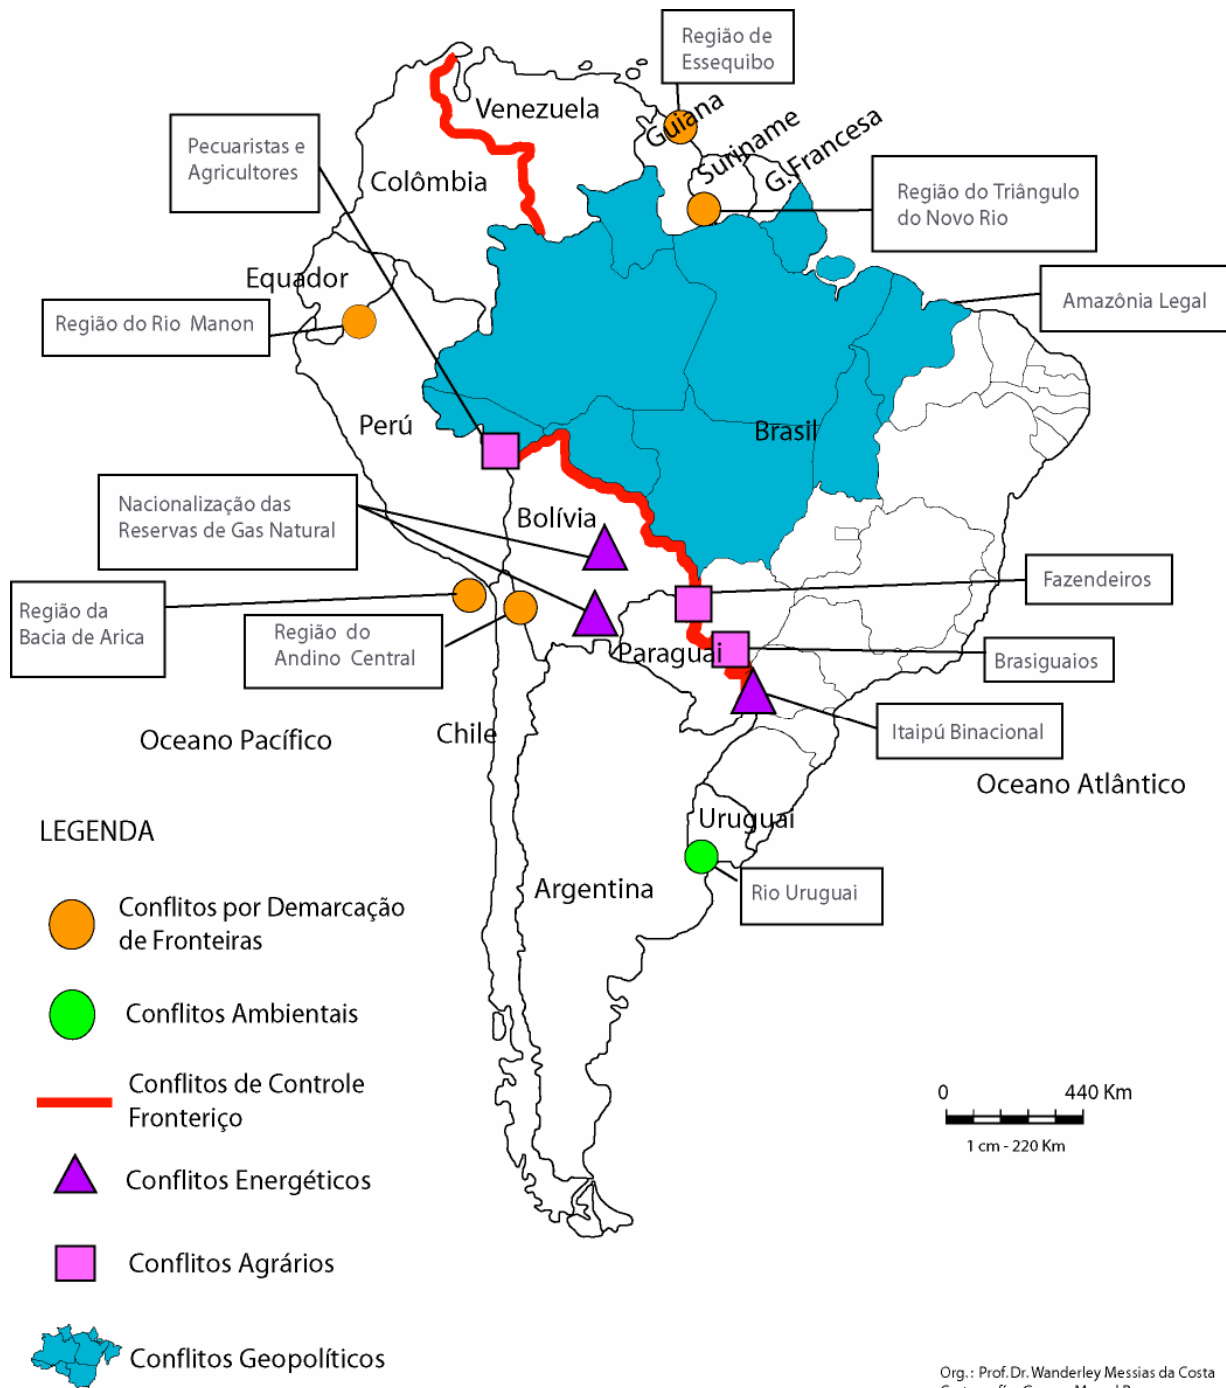 Região de
Essequibo
Venezuela
Guiana
Suriname
G.Francesa
Pecuaristas e
Agricultores
Colômbia
Região do Triângulo
do Novo Rio
Equador
Amazônia Legal
Região do Rio Manon
Perú
Brasil
Nacionalização das
Reservas de Gas Natural
Bolívia
Fazendeiros
Região da
Bacia de Arica
Região do
Andino Central
Paraguai
Brasiguaios
Oceano Pacífico
Chile
Itaipú Binacional
Oceano Atlântico
LEGENDA
Uruguai
Argentina
Rio Uruguai
Conflitos por Demarcação
de Fronteiras
Conflitos Ambientais
Conflitos de Controle
Fronteriço
0 440 Km
1 cm - 220 Km
Conflitos Energéticos
Conflitos Agrários
Conflitos Geopolíticos
Org.: Prof. Dr. Wanderley Messias da Costa